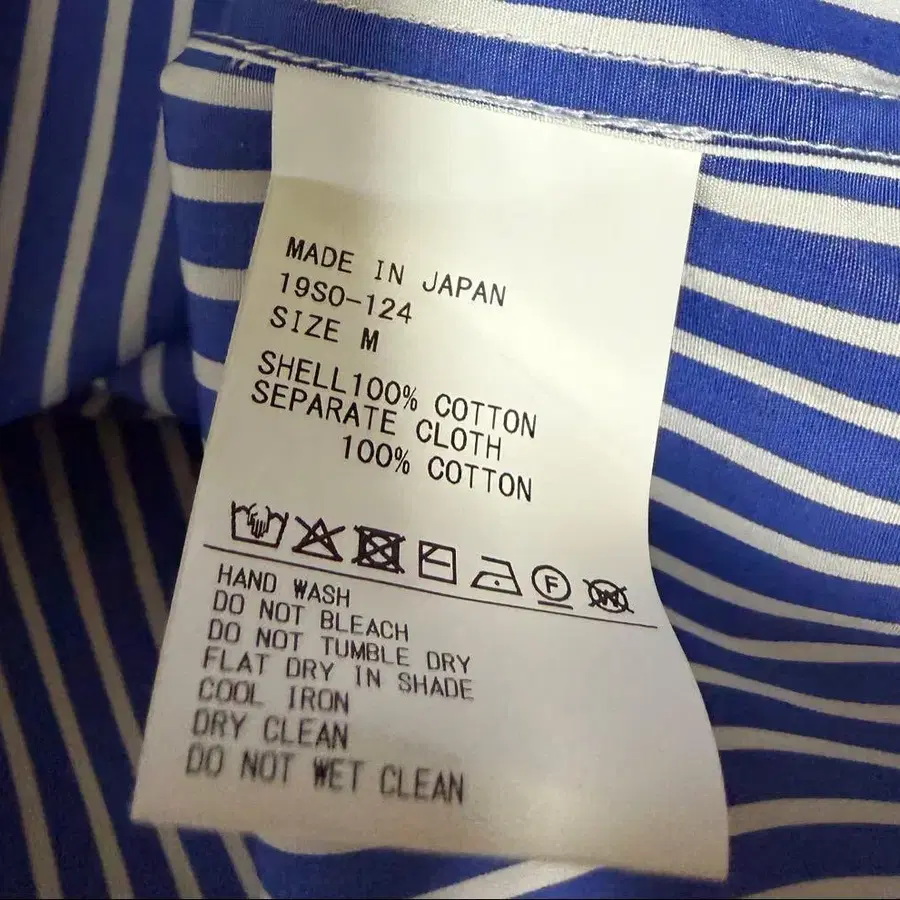 MADE IN JAPAN
19SO-124
SIZE M
SHELL100% COTTON
SEPARATE CLOTH
100% COTTON
F
W
HAND WASH
DO NOT BLEACH
DO NOT TUMBLE DRY
FLAT DRY IN SHADE
COOL IRON
DRY CLEAN
DO NOT WET CLEAN